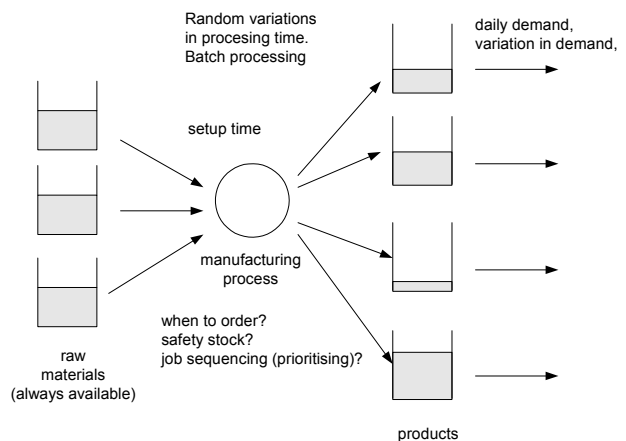 Random variations
in procesing time.
Batch processing
daily demand,
variation in demand,
setup time
manufacturing
process
when to order?
safety stock?
job sequencing (prioritising)?
raw
materials
(always available)
products